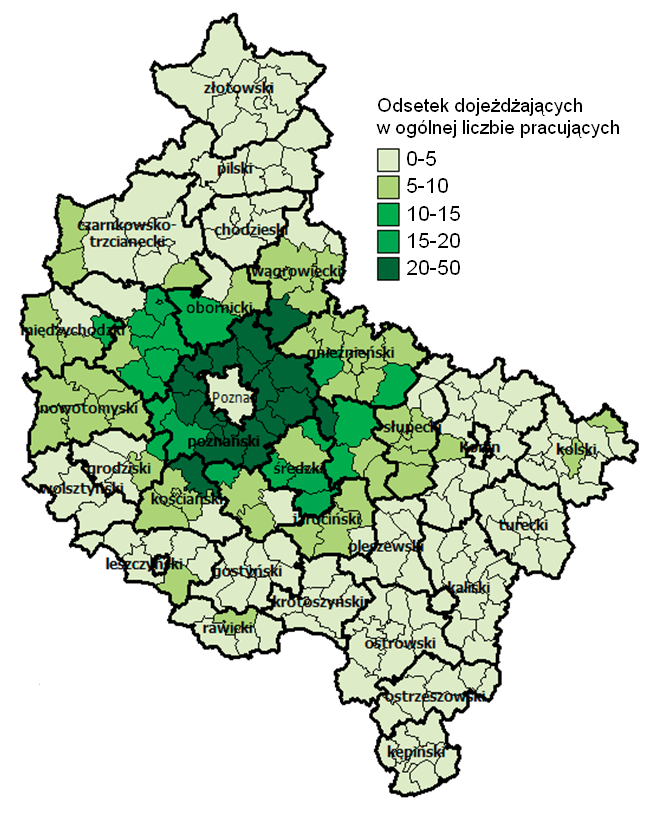 złotowski
Odsetek dojeżdżających
w ogólnej liczbie pracujących
0-5
5-10
10-15
15-20
20-50
pilski
czarnkowsko-
trzcianecki
chodzieski
wągrowiecki
obornicki
międzychodzki
gnieźnieński
Pozna
nowotomyski
poznański
słupecki
Konin
kolski
grodziski
średzki
wolsztyński
kościański
jarociński
turecki
pleszewski
leszczyński
gostyński
kaliski
krotoszyński
rawicki
ostrowski
ostrzeszowski
kępiński